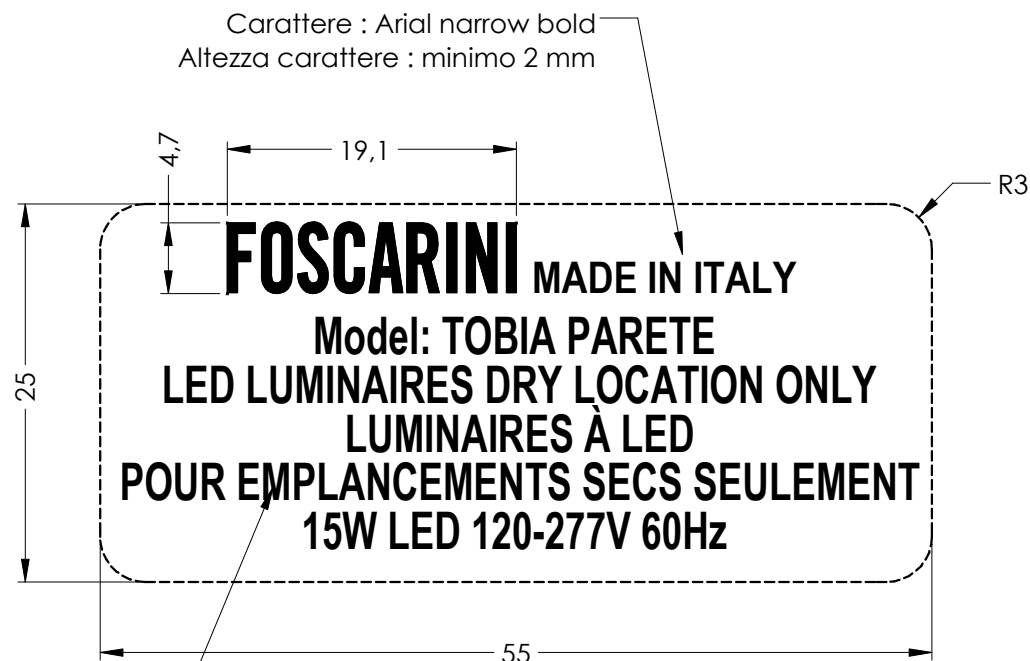 Carattere : Arial narrow bold
Altezza carattere : minimo 2 mm
4,7
19,1
R3
FOSCARINI MADE IN ITALY
Model: TOBIA PARETE
25
LED LUMINAIRES DRY LOCATION ONLY
LUMINAIRES À LED
POUR EMPLANCEMENTS SECS SEULEMENT
15W LED 120-277V 60Hz
55